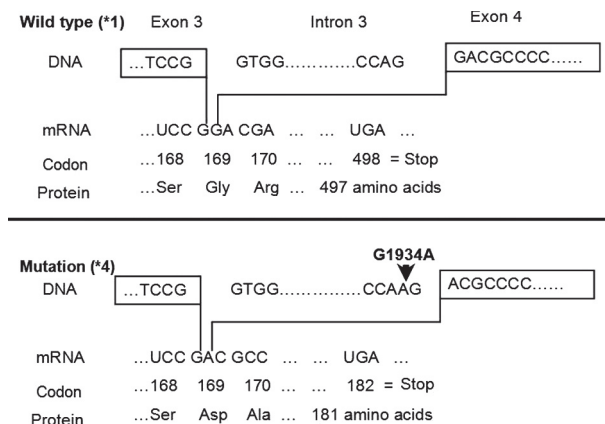 Wild type (*1) Exon 3 Intron 3 Exon 4
DNA ...TCCG GTGG................CCAG GACGCCCC......
mRNA ...UCC GGA CGA ... ... UGA ...
Codon ...168 169 170 ... ... 498 = Stop
Protein ...Ser Gly Arg ... 497 amino acids
G1934A
Mutation (*4)
DNA ...TCCG GTGG................CCAAG ACGCCCC......
mRNA ...UCC GAC GCC ... ... UGA ...
Codon ...168 169 170 ... ... 182 = Stop
Protein ...Ser Asp Ala ... 181 amino acids